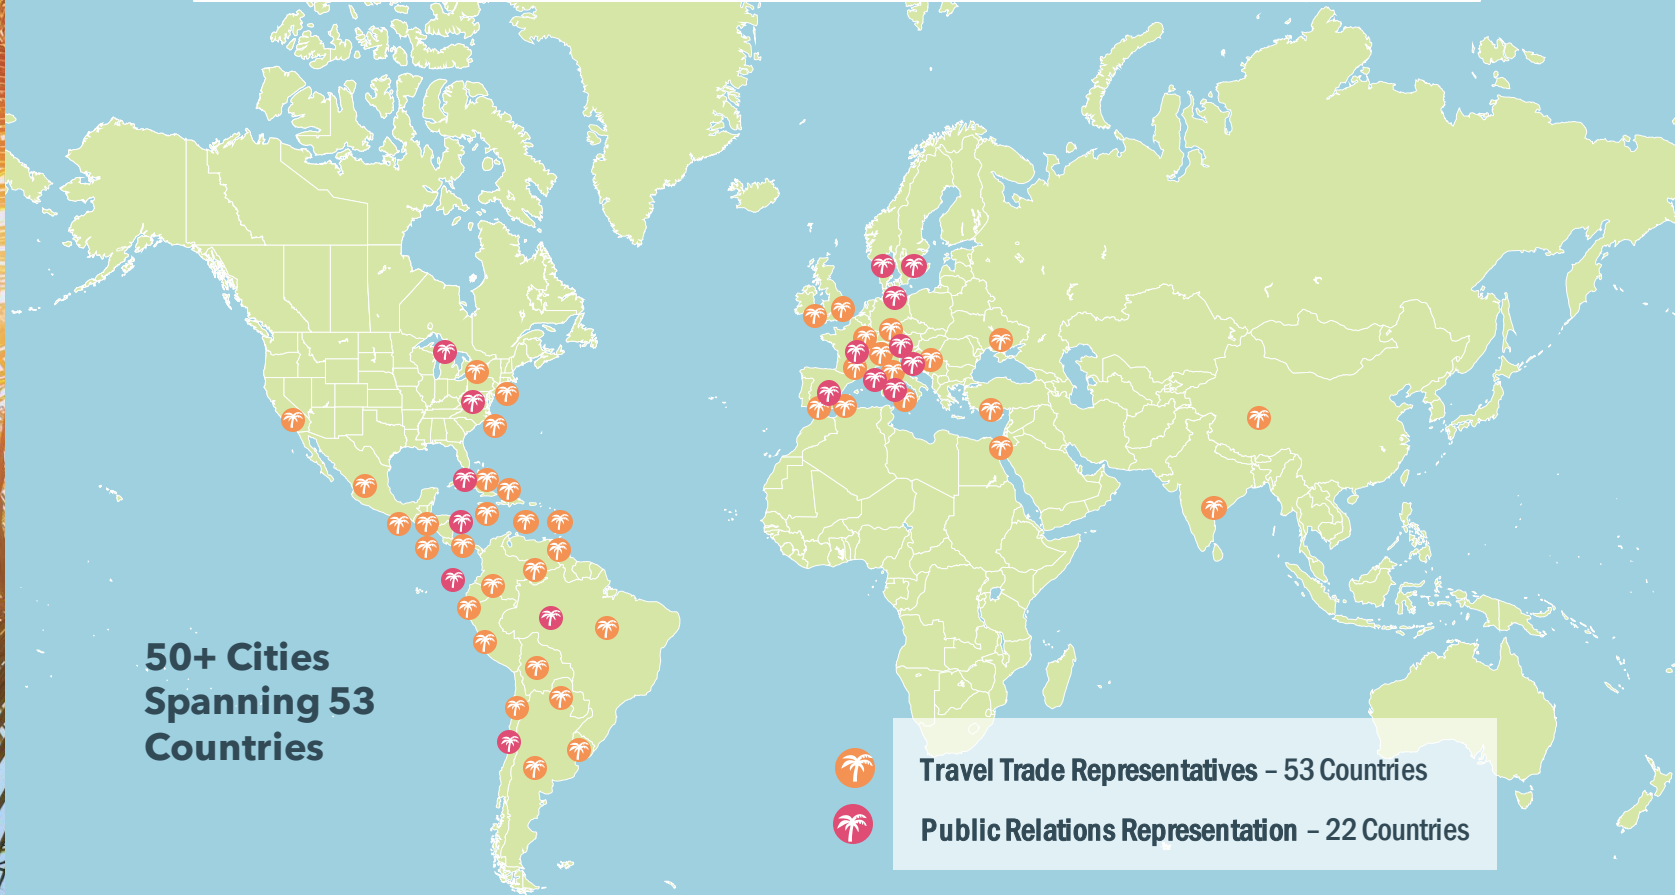 50+ Cities
Spanning 53
Countries
Travel Trade Representatives – 53 Countries
Public Relations Representation – 22 Countries